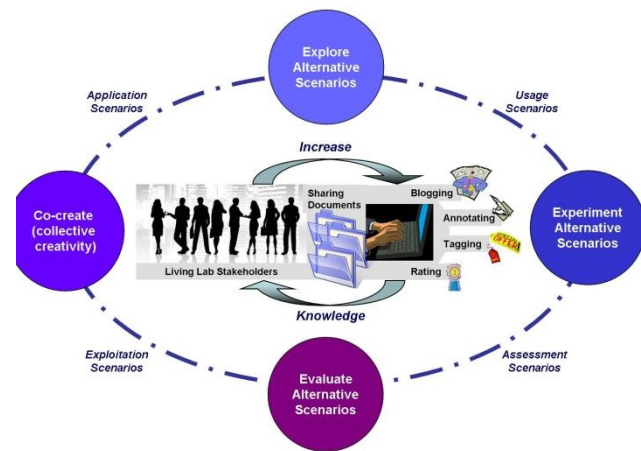 Explore
Alternative
Scenarios
Application
Scenarios
Usage
Scenarios
Increase
Sharing
Documents
Blogging
Annotating
Tagging
Rating
Living Lab Stakeholders
Co-create
(collective
creativity)
Experiment
Alternative
Scenarios
Knowledge
Exploitation
Scenarios
Assessment
Scenarios
Evaluate
Alternative
Scenarios